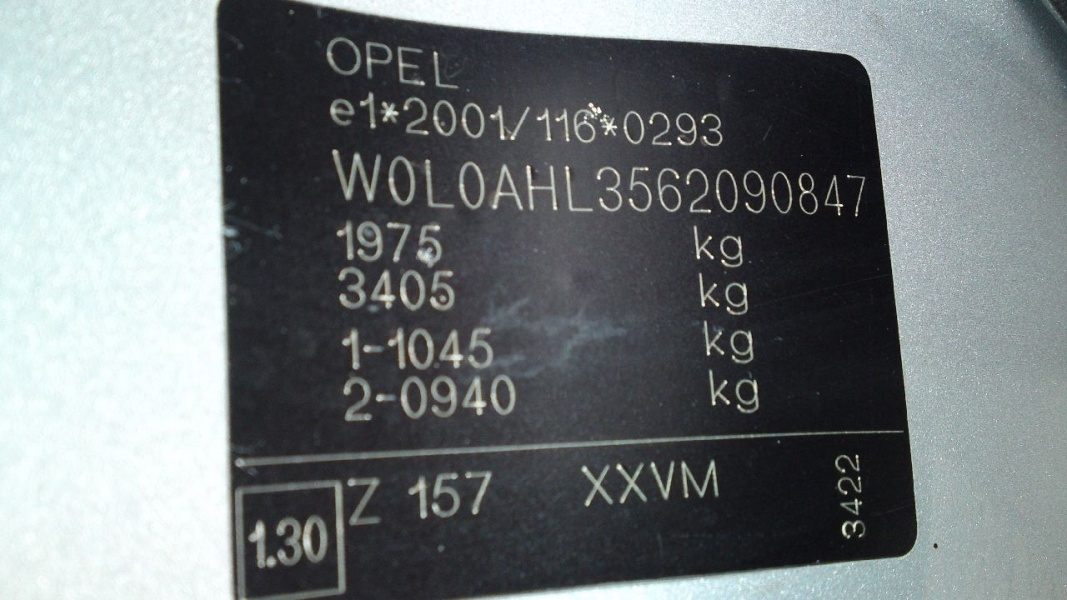 OPEL
e1*2001/116*0293
W0L0AHL3562090847
1975 kg
3405 kg
1-1045 kg
2-0940 kg
1.30 Z 157 XXVM 3422